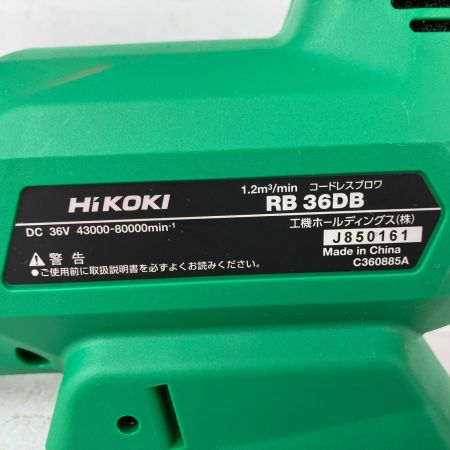 HiKOKI
1.2m³/min コードレスブロワ
RB 36DB
DC 36V 43000-80000min⁻¹
工機ホールディングス(株)
J850161
⚠ 警告
Made in China
●ご使用前に取扱説明書を必ずよくお読みください。
C360885A